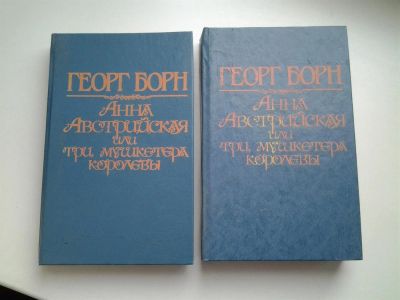 ГЕОРГ БОРН
АННА
АВСТРИЙСКАЯ
ИЛИ
ТРИ МУШКЕТЕРА
КОРОЛЕВЫ
ГЕОРГ БОРН
АННА
АВСТРИЙСКАЯ
ИЛИ
ТРИ МУШКЕТЕРА
КОРОЛЕВЫ